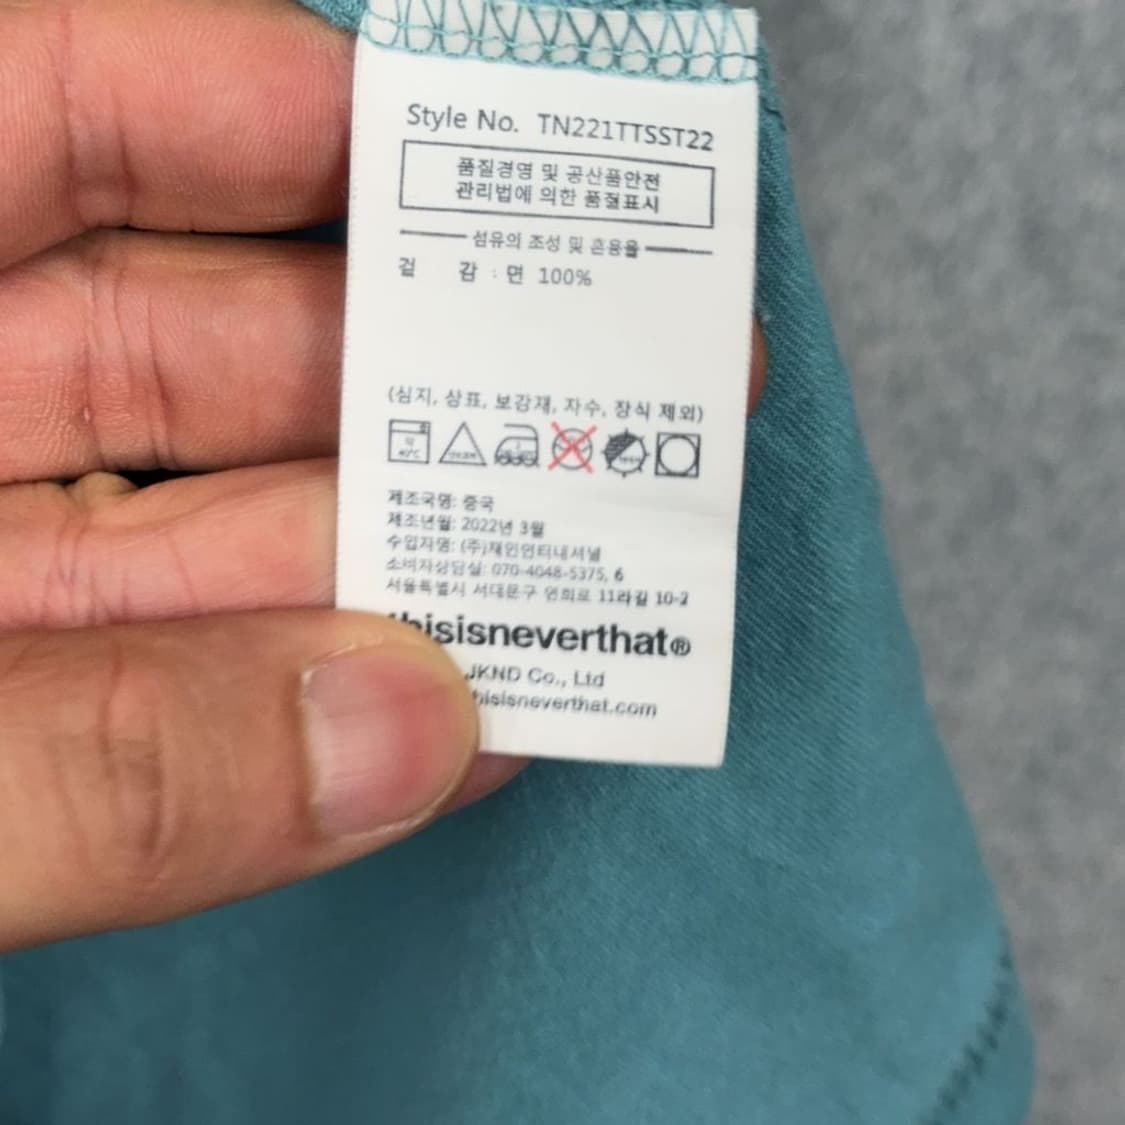 Style No. TN221TTSST22
품질경영 및 공산품안전
관리법에 의한 품질표시
섬유의 조성 및 혼용율
겉 감 : 면 100%
(심지, 상표, 보강재, 자수, 장식 제외)
약
40℃
제조국명: 중국
제조년월: 2022년 3월
수입자명: (주)제인인터내셔널
소비자상담실: 070-4048-5375, 6
서울특별시 서대문구 연희로 11라길 10-2
thisisneverthat®
JKND Co., Ltd
thisisneverthat.com